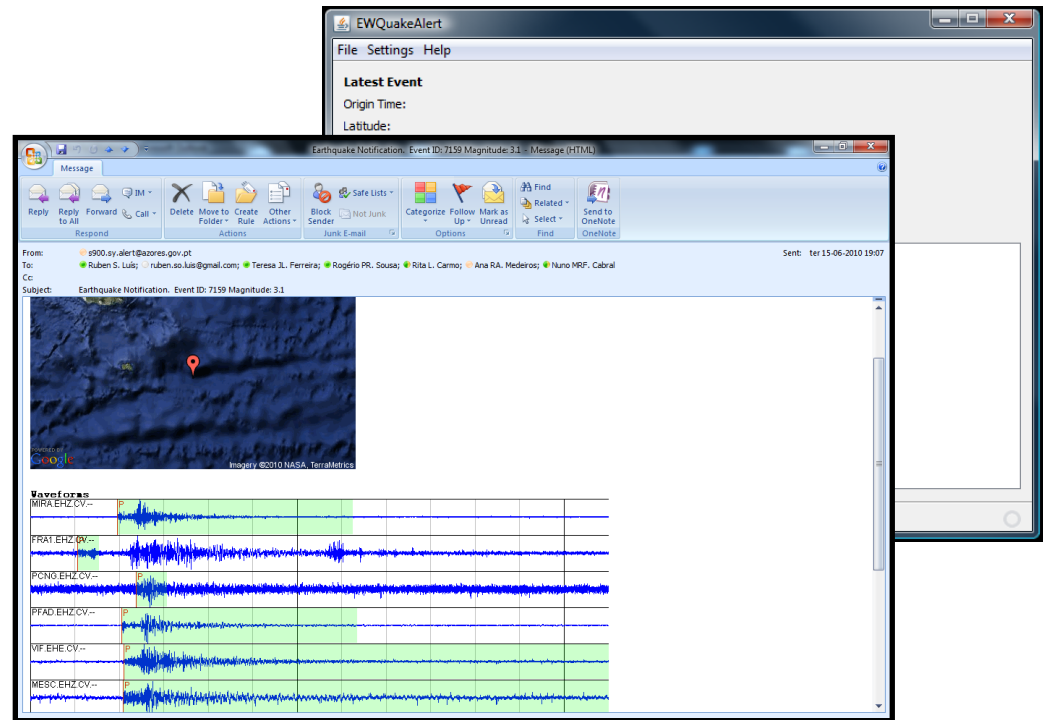 EWQuakeAlert
File Settings Help
Latest Event
Origin Time:
Latitude:
Earthquake Notification. Event ID: 7159 Magnitude: 3.1 - Message (HTML)
Message
Reply
Reply to All
Forward
IM
Call
Respond
Delete
Move to Folder
Create Rule
Other Actions
Actions
Block Sender
Safe Lists
Not Junk
Junk E-mail
Categorize
Follow Up
Mark as Unread
Options
Find
Related
Select
Find
Send to OneNote
OneNote
From: s900.sy.alert@azores.gov.pt
Sent: ter 15-06-2010 19:07
To: Ruben S. Luís; ruben.so.luis@gmail.com; Teresa JL. Ferreira; Rogério PR. Sousa; Rita L. Carmo; Ana RA. Medeiros; Nuno MRF. Cabral
Cc:
Subject: Earthquake Notification. Event ID: 7159 Magnitude: 3.1
POWERED BY
Google
Imagery ©2010 NASA, TerraMetrics
Waveforms
MIRA.EHZ.CV.--
P
FRA1.EHZ.CV.--
P
PCNG.EHZ.CV.--
P
PFAD.EHZ.CV.--
P
VIF.EHE.CV.--
P
MESC.EHZ.CV.--
P